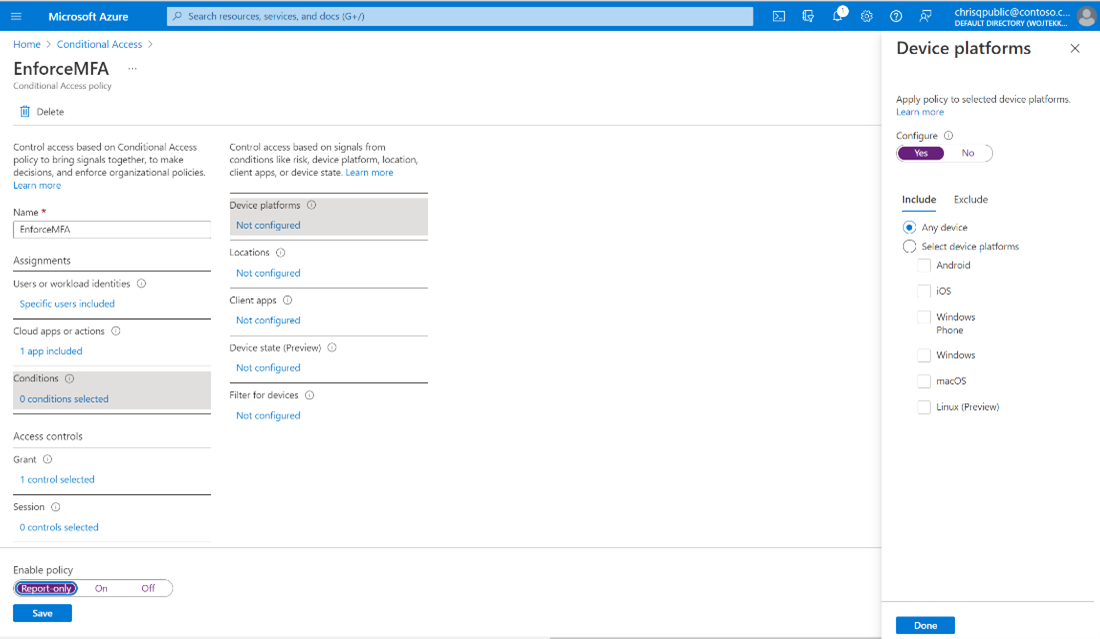 Microsoft Azure
Search resources, services, and docs (G+/)
1
chrisqpublic@contoso.c...
DEFAULT DIRECTORY (WOJTEKK...
Home > Conditional Access >
EnforceMFA ...
Conditional Access policy
Delete
Control access based on Conditional Access
policy to bring signals together, to make
decisions, and enforce organizational policies.
Learn more
Name *
EnforceMFA
Assignments
Users or workload identities
Specific users included
Cloud apps or actions
1 app included
Conditions
0 conditions selected
Access controls
Grant
1 control selected
Session
0 controls selected
Enable policy
Report-only On Off
Save
Control access based on signals from
conditions like risk, device platform, location,
client apps, or device state. Learn more
Device platforms
Not configured
Locations
Not configured
Client apps
Not configured
Device state (Preview)
Not configured
Filter for devices
Not configured
Device platforms
Apply policy to selected device platforms.
Learn more
Configure
Yes No
Include Exclude
Any device
Select device platforms
Android
iOS
Windows
Phone
Windows
macOS
Linux (Preview)
Done